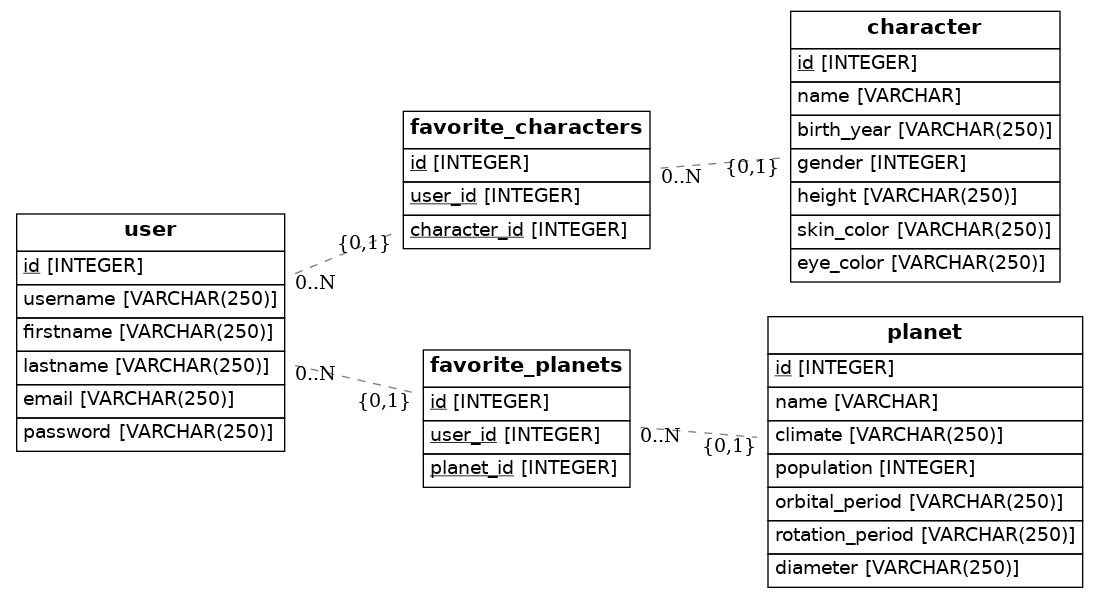 user
id [INTEGER]
username [VARCHAR(250)]
firstname [VARCHAR(250)]
lastname [VARCHAR(250)]
email [VARCHAR(250)]
password [VARCHAR(250)]
0..N
{0,1}
0..N
{0,1}
favorite_characters
id [INTEGER]
user_id [INTEGER]
character_id [INTEGER]
0..N
{0,1}
favorite_planets
id [INTEGER]
user_id [INTEGER]
planet_id [INTEGER]
0..N
{0,1}
character
id [INTEGER]
name [VARCHAR]
birth_year [VARCHAR(250)]
gender [INTEGER]
height [VARCHAR(250)]
skin_color [VARCHAR(250)]
eye_color [VARCHAR(250)]
planet
id [INTEGER]
name [VARCHAR]
climate [VARCHAR(250)]
population [INTEGER]
orbital_period [VARCHAR(250)]
rotation_period [VARCHAR(250)]
diameter [VARCHAR(250)]